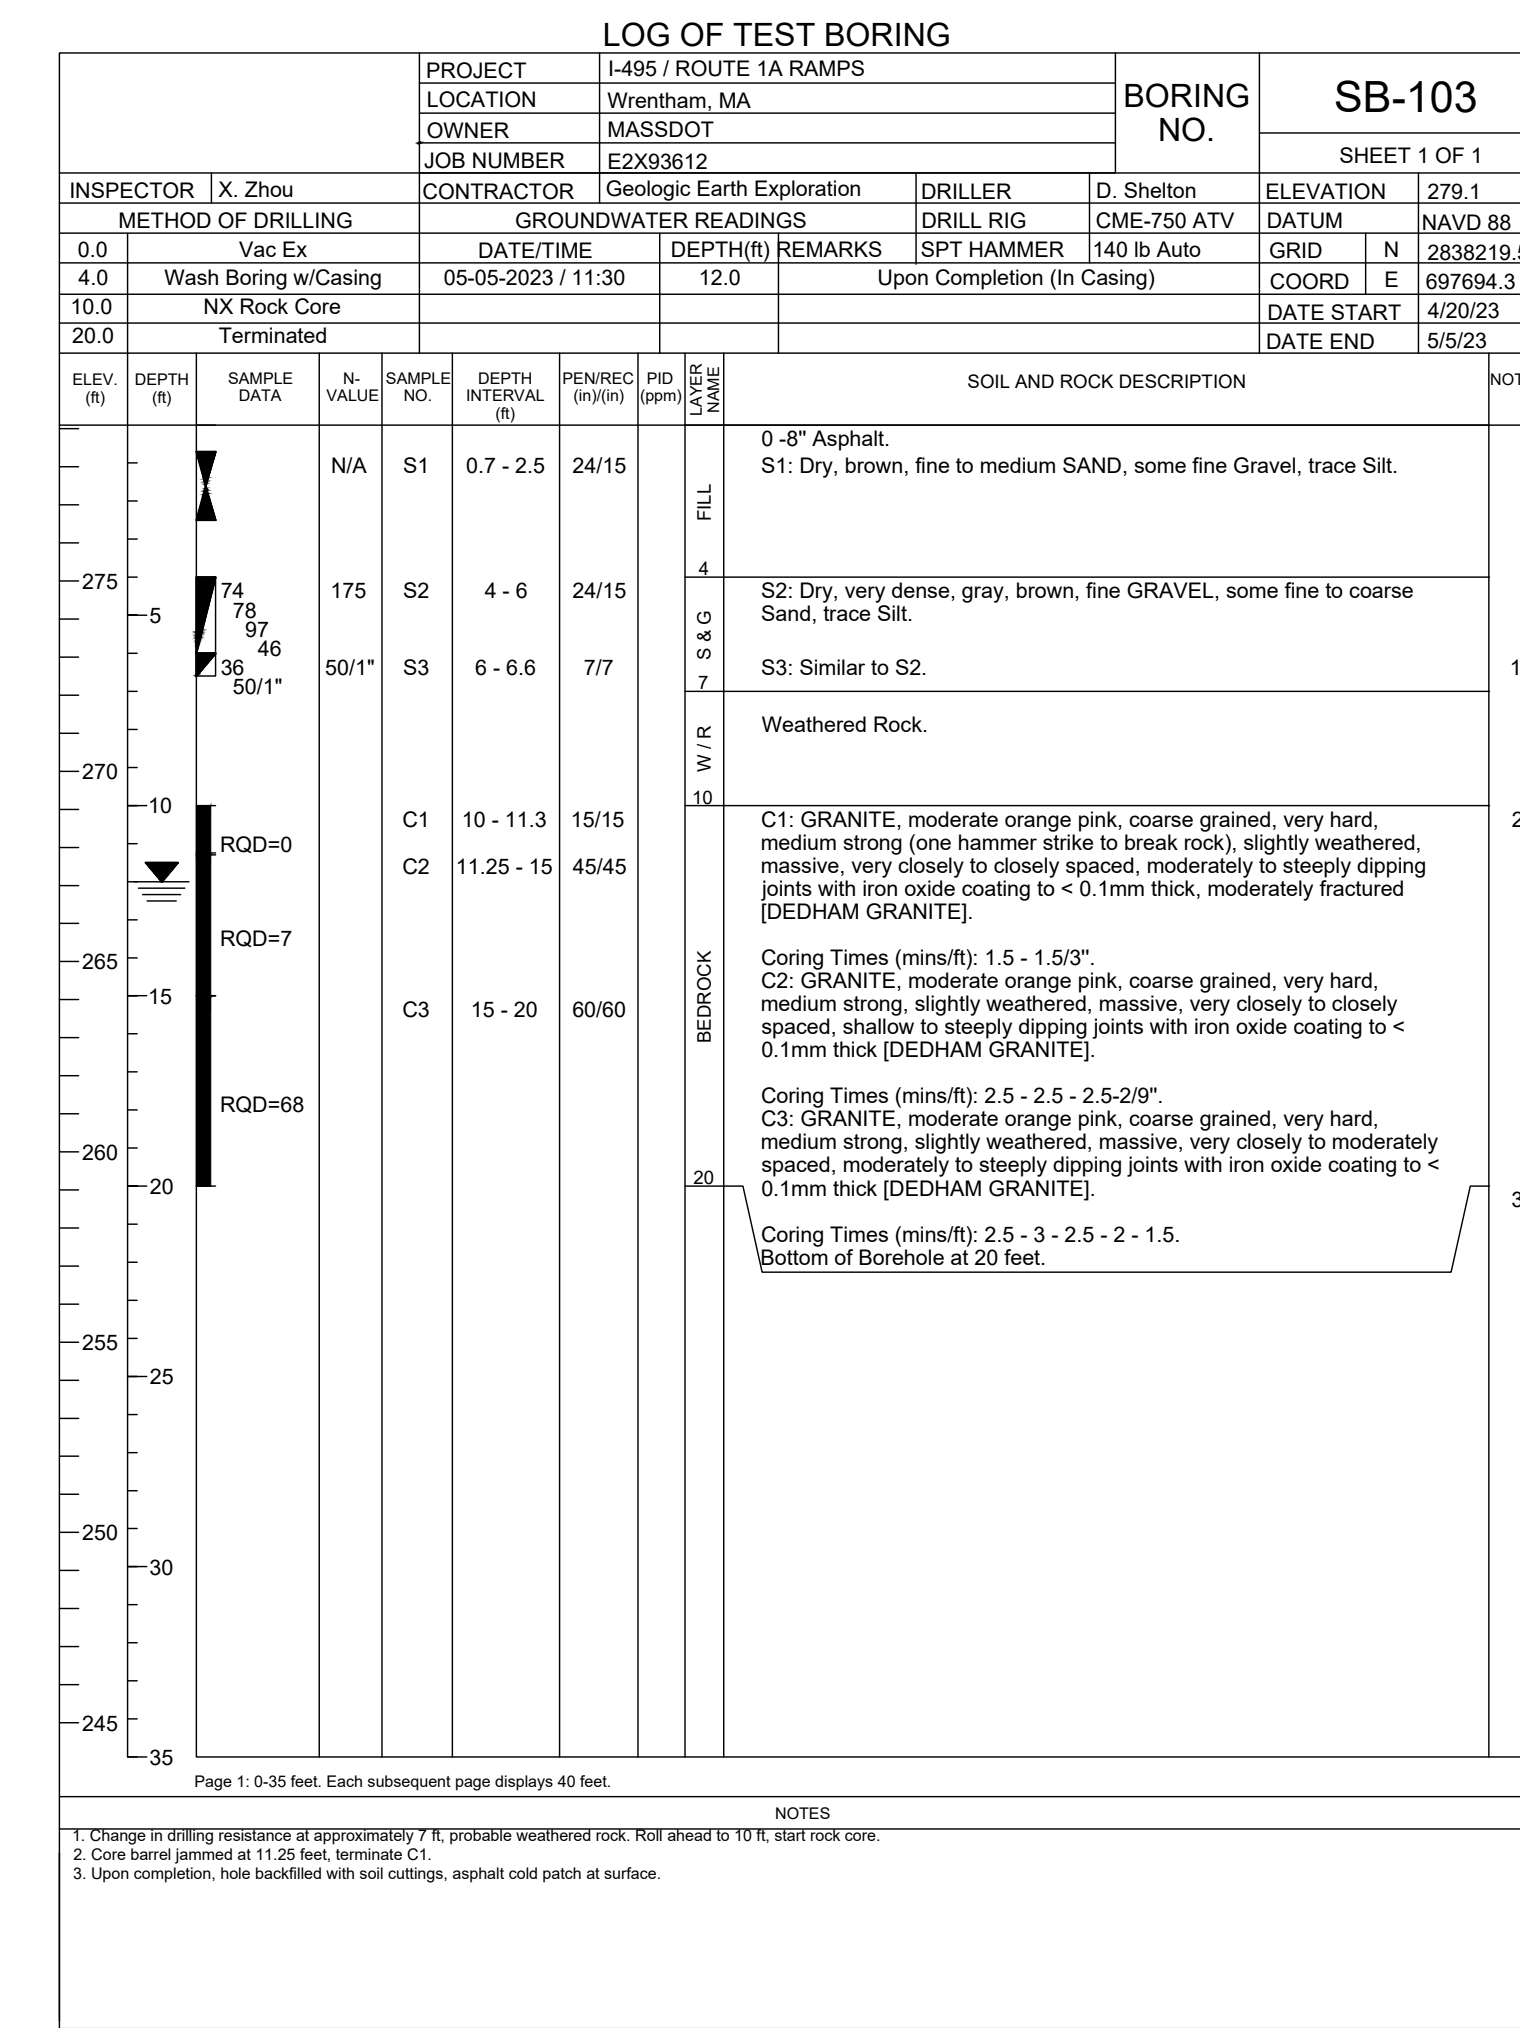 LOG OF TEST BORING
PROJECT I-495 / ROUTE 1A RAMPS
LOCATION Wrentham, MA
OWNER MASSDOT
JOB NUMBER E2X93612
BORING NO. SB-103
SHEET 1 OF 1
INSPECTOR X. Zhou CONTRACTOR Geologic Earth Exploration DRILLER D. Shelton ELEVATION 279.1
METHOD OF DRILLING GROUNDWATER READINGS DRILL RIG CME-750 ATV DATUM NAVD 88
0.0 Vac Ex DATE/TIME DEPTH(ft) REMARKS SPT HAMMER 140 lb Auto GRID N 2838219.5
4.0 Wash Boring w/Casing 05-05-2023 / 11:30 12.0 Upon Completion (In Casing) COORD E 697694.3
10.0 NX Rock Core DATE START 4/20/23
20.0 Terminated DATE END 5/5/23
ELEV. (ft) DEPTH (ft) SAMPLE DATA N-VALUE SAMPLE NO. DEPTH INTERVAL (ft) PEN/REC (in)/(in) PID (ppm) LAYER NAME SOIL AND ROCK DESCRIPTION NOT
0 -8" Asphalt.
N/A S1 0.7 - 2.5 24/15 S1: Dry, brown, fine to medium SAND, some fine Gravel, trace Silt.
FILL
4
275 74 175 S2 4 - 6 24/15 S2: Dry, very dense, gray, brown, fine GRAVEL, some fine to coarse
5 78 Sand, trace Silt.
97
46
S & G
36 50/1" S3 6 - 6.6 7/7 S3: Similar to S2. 1
50/1"
7
W / R Weathered Rock.
270
10
10
C1 10 - 11.3 15/15 C1: GRANITE, moderate orange pink, coarse grained, very hard, 2
RQD=0 medium strong (one hammer strike to break rock), slightly weathered,
C2 11.25 - 15 45/45 massive, very closely to closely spaced, moderately to steeply dipping
joints with iron oxide coating to < 0.1mm thick, moderately fractured
[DEDHAM GRANITE].
RQD=7
265 Coring Times (mins/ft): 1.5 - 1.5/3".
C2: GRANITE, moderate orange pink, coarse grained, very hard,
15 medium strong, slightly weathered, massive, very closely to closely
C3 15 - 20 60/60 spaced, shallow to steeply dipping joints with iron oxide coating to <
BEDROCK
0.1mm thick [DEDHAM GRANITE].
RQD=68 Coring Times (mins/ft): 2.5 - 2.5 - 2.5-2/9".
C3: GRANITE, moderate orange pink, coarse grained, very hard,
260 medium strong, slightly weathered, massive, very closely to moderately
spaced, moderately to steeply dipping joints with iron oxide coating to <
20 20 0.1mm thick [DEDHAM GRANITE]. 3
Coring Times (mins/ft): 2.5 - 3 - 2.5 - 2 - 1.5.
Bottom of Borehole at 20 feet.
255
25
250
30
245
35
Page 1: 0-35 feet. Each subsequent page displays 40 feet.
NOTES
1. Change in drilling resistance at approximately 7 ft, probable weathered rock. Roll ahead to 10 ft, start rock core.
2. Core barrel jammed at 11.25 feet, terminate C1.
3. Upon completion, hole backfilled with soil cuttings, asphalt cold patch at surface.